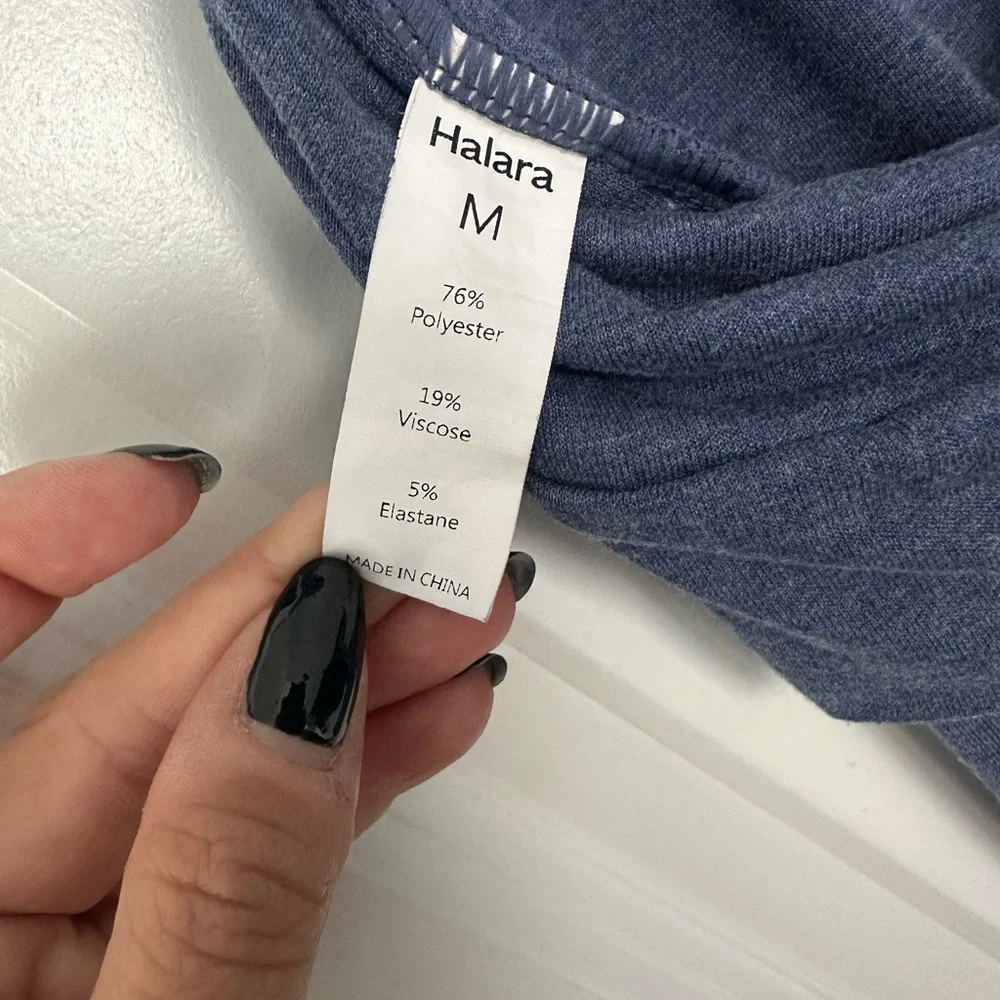 Halara
M
76%
Polyester
19%
Viscose
5%
Elastane
MADE IN CHINA